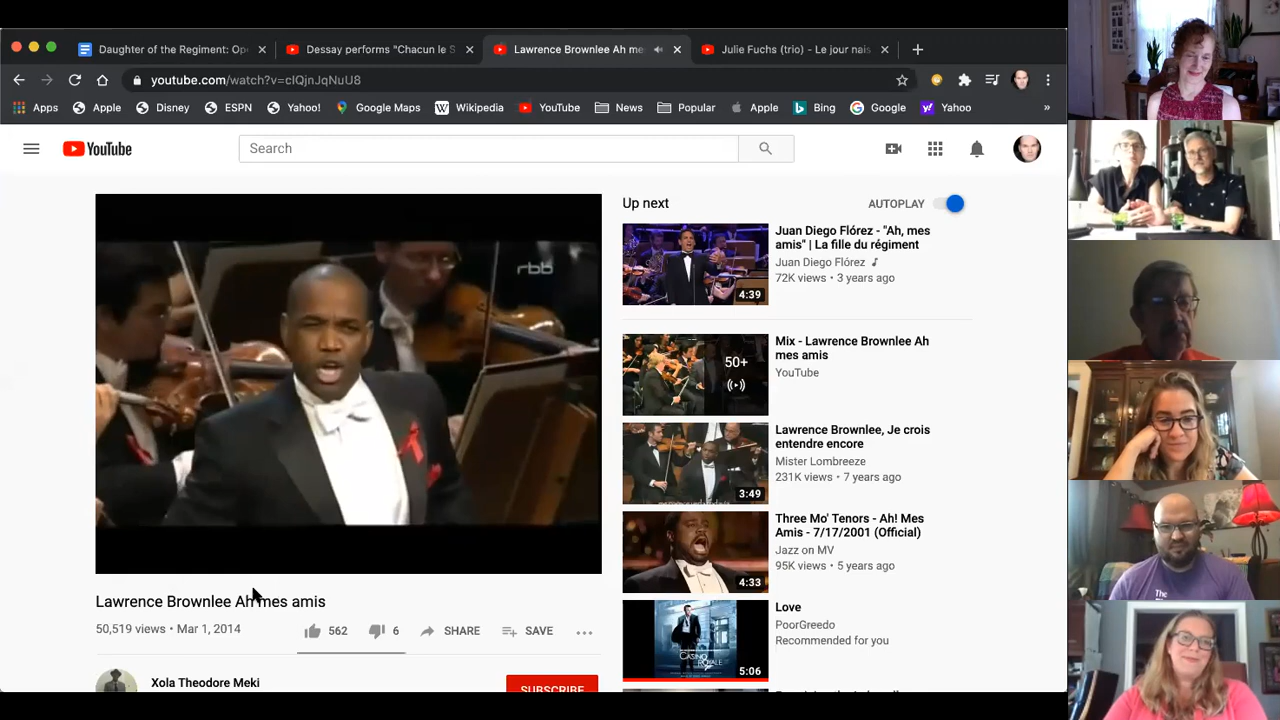 Daughter of the Regiment: Op
Dessay performs "Chacun le S
Lawrence Brownlee Ah me
Julie Fuchs (trio) - Le jour nais
youtube.com/watch?v=cIQjnJqNuU8
Apps
Apple
Disney
ESPN
Yahoo!
Google Maps
Wikipedia
YouTube
News
Popular
Apple
Bing
Google
Yahoo
YouTube
Search
rbb
Up next
AUTOPLAY
Juan Diego Flórez - "Ah, mes
amis" | La fille du régiment
Juan Diego Flórez
72K views • 3 years ago
4:39
Mix - Lawrence Brownlee Ah
mes amis
YouTube
50+
Lawrence Brownlee, Je crois
entendre encore
Mister Lombreeze
231K views • 7 years ago
3:49
Three Mo' Tenors - Ah! Mes
Amis - 7/17/2001 (Official)
Jazz on MV
95K views • 5 years ago
4:33
Love
PoorGreedo
Recommended for you
CASINO ROYALE
5:06
Lawrence Brownlee Ah mes amis
50,519 views • Mar 1, 2014
562
6
SHARE
SAVE
Xola Theodore Meki
SUBSCRIBE
The